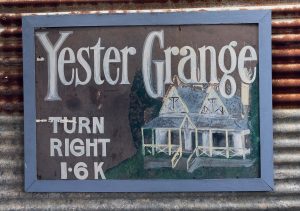 Yester Grange
TURN
RIGHT
1.6 K